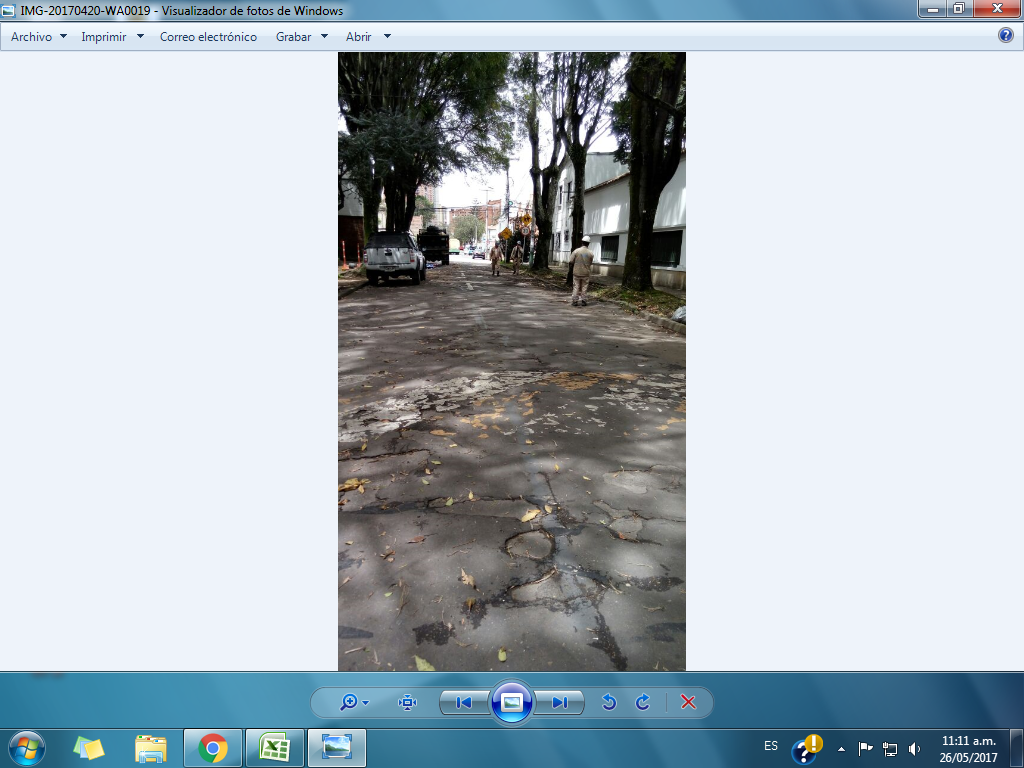 IMG-20170420-WA0019 - Visualizador de fotos de Windows
Archivo Imprimir Correo electrónico Grabar Abrir
ES
11:11 a.m.
26/05/2017